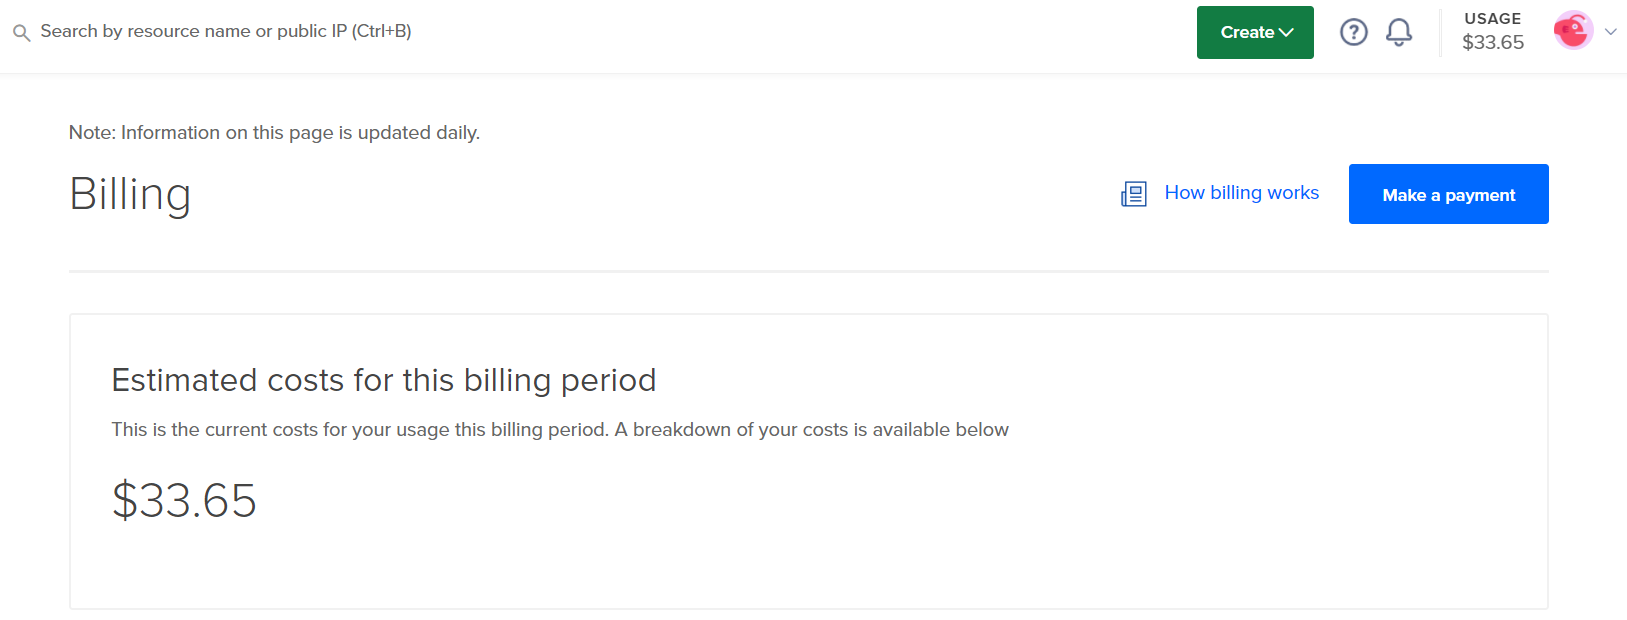 Search by resource name or public IP (Ctrl+B)
Create
?
USAGE
$33.65
Note: Information on this page is updated daily.
Billing
How billing works
Make a payment
Estimated costs for this billing period
This is the current costs for your usage this billing period. A breakdown of your costs is available below
$33.65